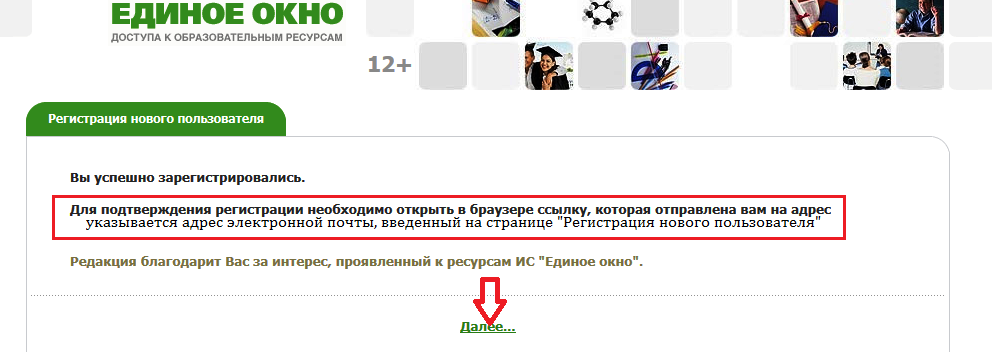 ЕДИНОЕ ОКНО
ДОСТУПА К ОБРАЗОВАТЕЛЬНЫМ РЕСУРСАМ
12+
Регистрация нового пользователя
Вы успешно зарегистрировались.
Для подтверждения регистрации необходимо открыть в браузере ссылку, которая отправлена вам на адрес
указывается адрес электронной почты, введенный на странице "Регистрация нового пользователя"
Редакция благодарит Вас за интерес, проявленный к ресурсам ИС "Единое окно".
Далее...